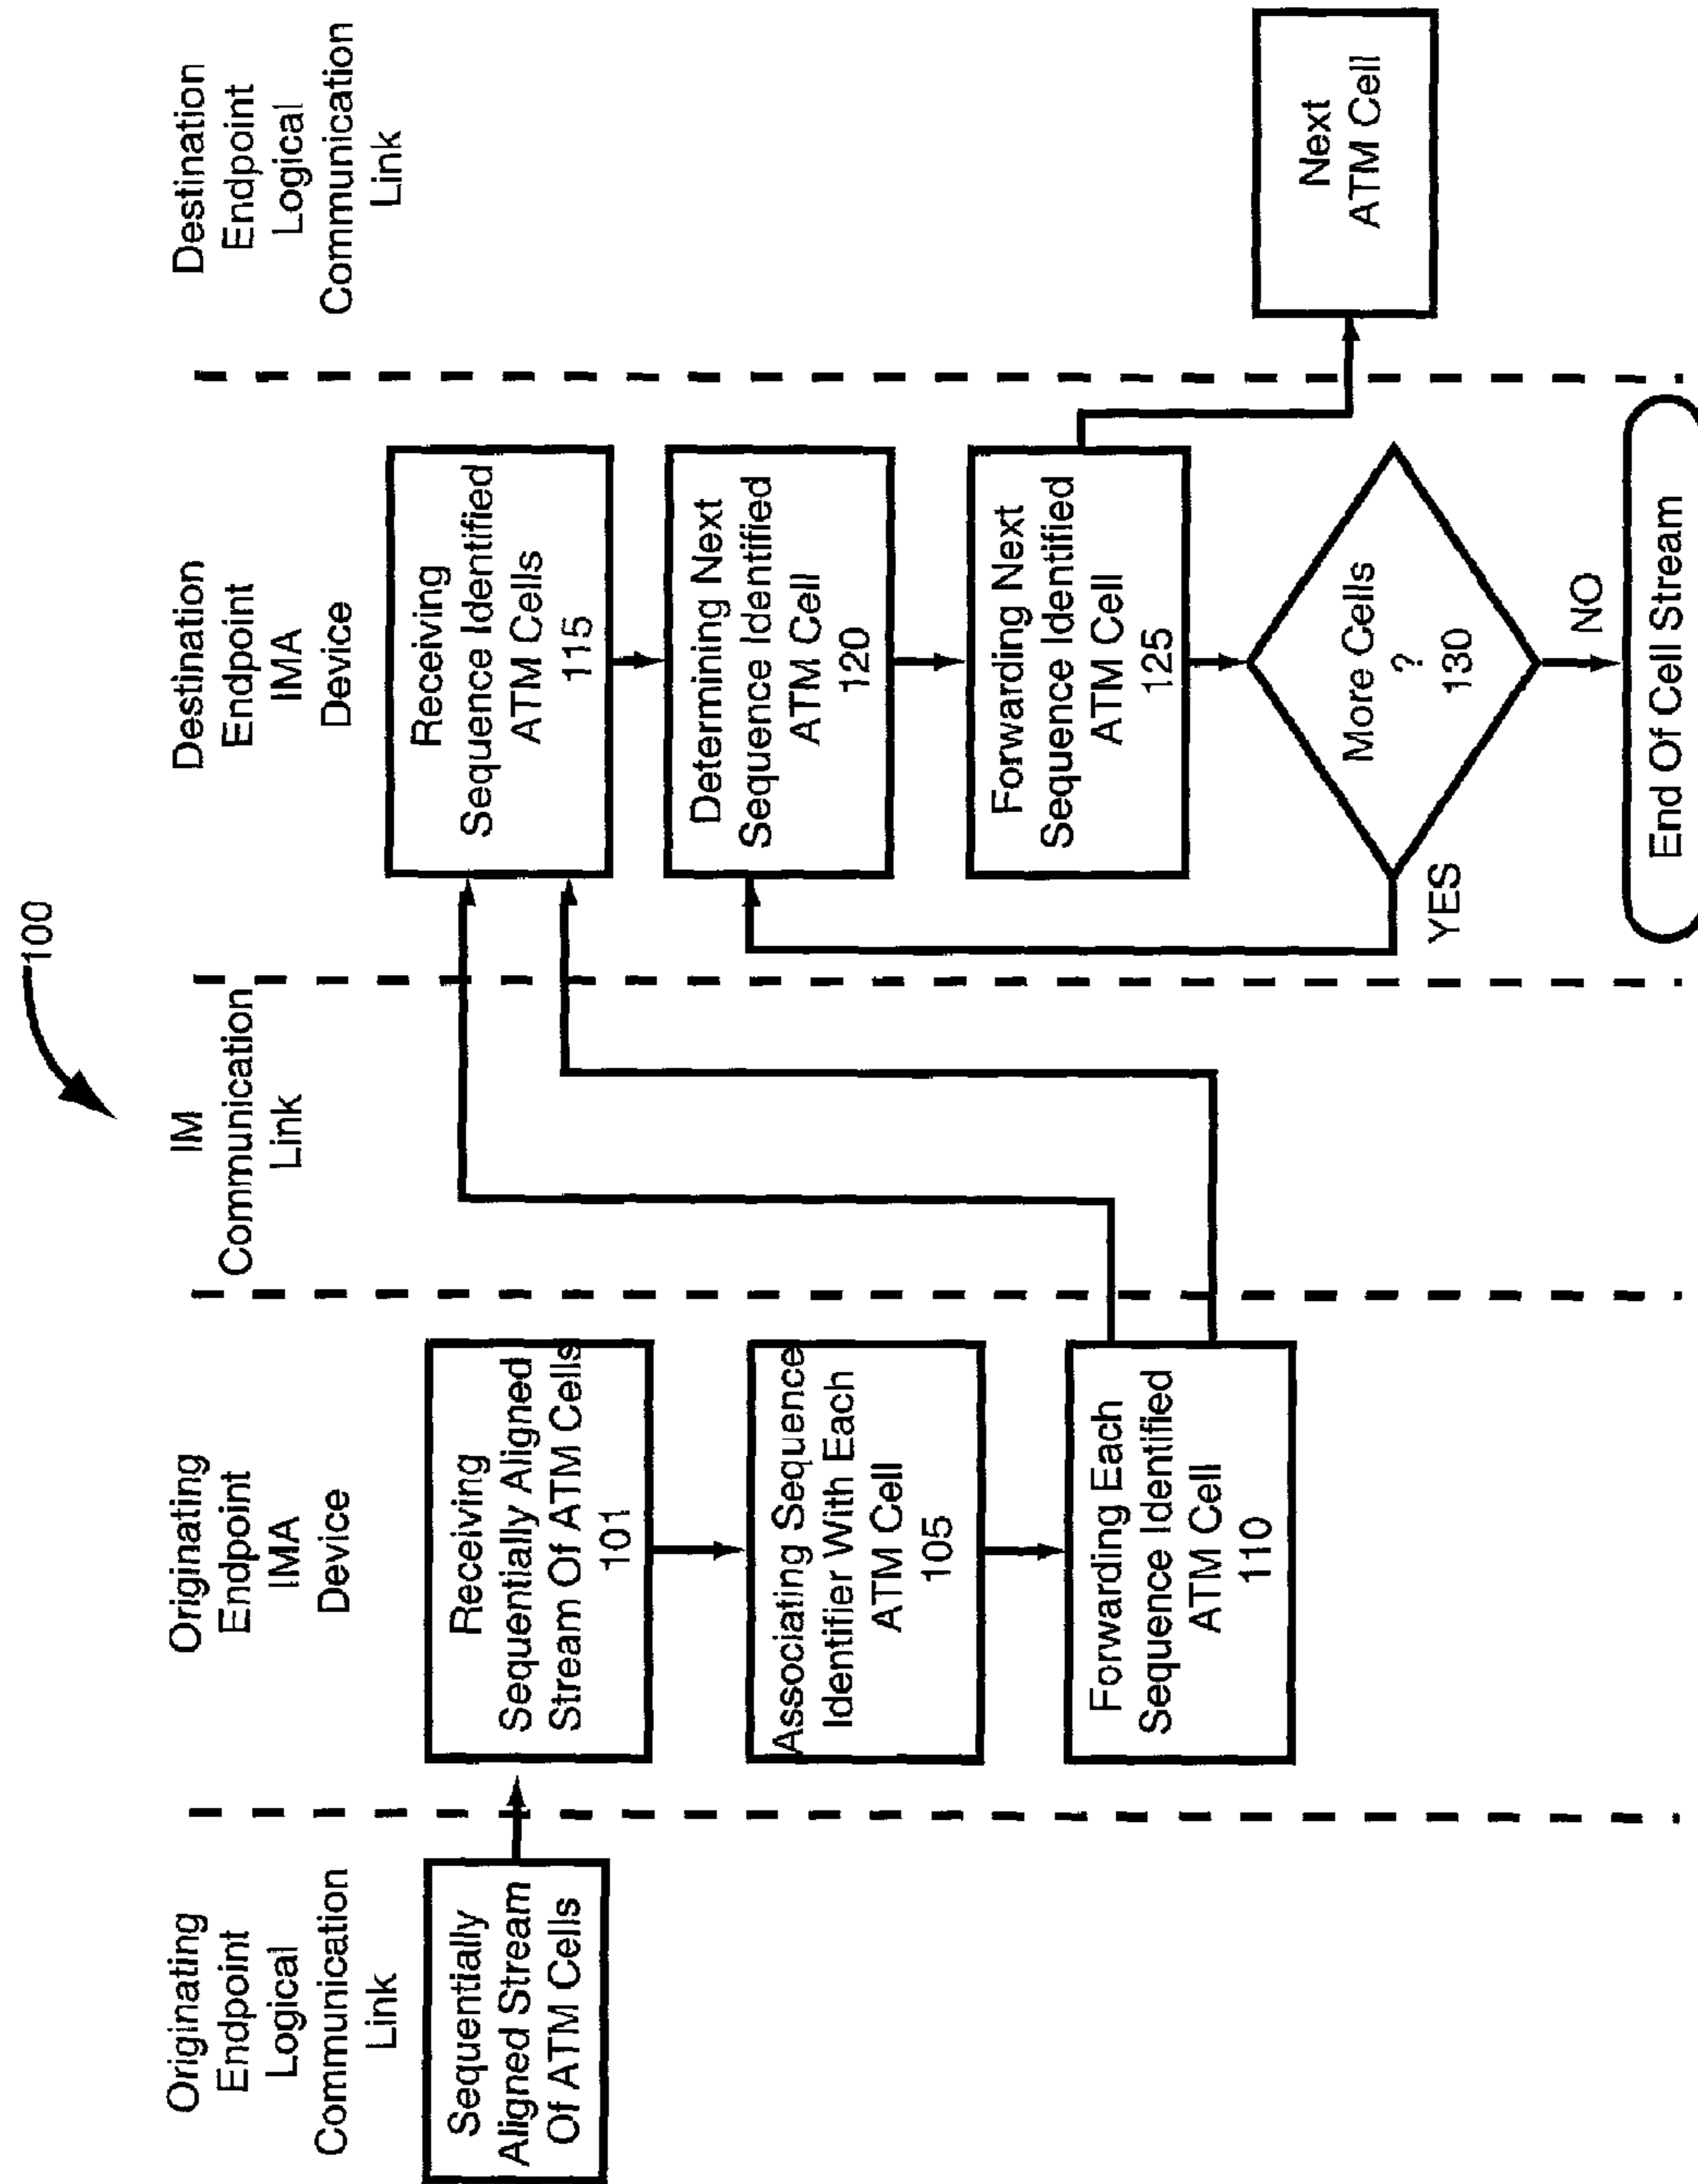 100
Originating
Endpoint
Logical
Communication
Link
Originating
Endpoint
IMA
Device
IM
Communication
Link
Destination
Endpoint
IMA
Device
Destination
Endpoint
Logical
Communication
Link
Sequentially
Aligned Stream
Of ATM Cells
Receiving
Sequentially Aligned
Stream Of ATM Cells
101
Associating Sequence
Identifier With Each
ATM Cell
105
Forwarding Each
Sequence Identified
ATM Cell
110
Receiving
Sequence Identified
ATM Cells
115
Determining Next
Sequence Identified
ATM Cell
120
Forwarding Next
Sequence Identified
ATM Cell
125
More Cells
?
130
YES
NO
End Of Cell Stream
Next
ATM Cell